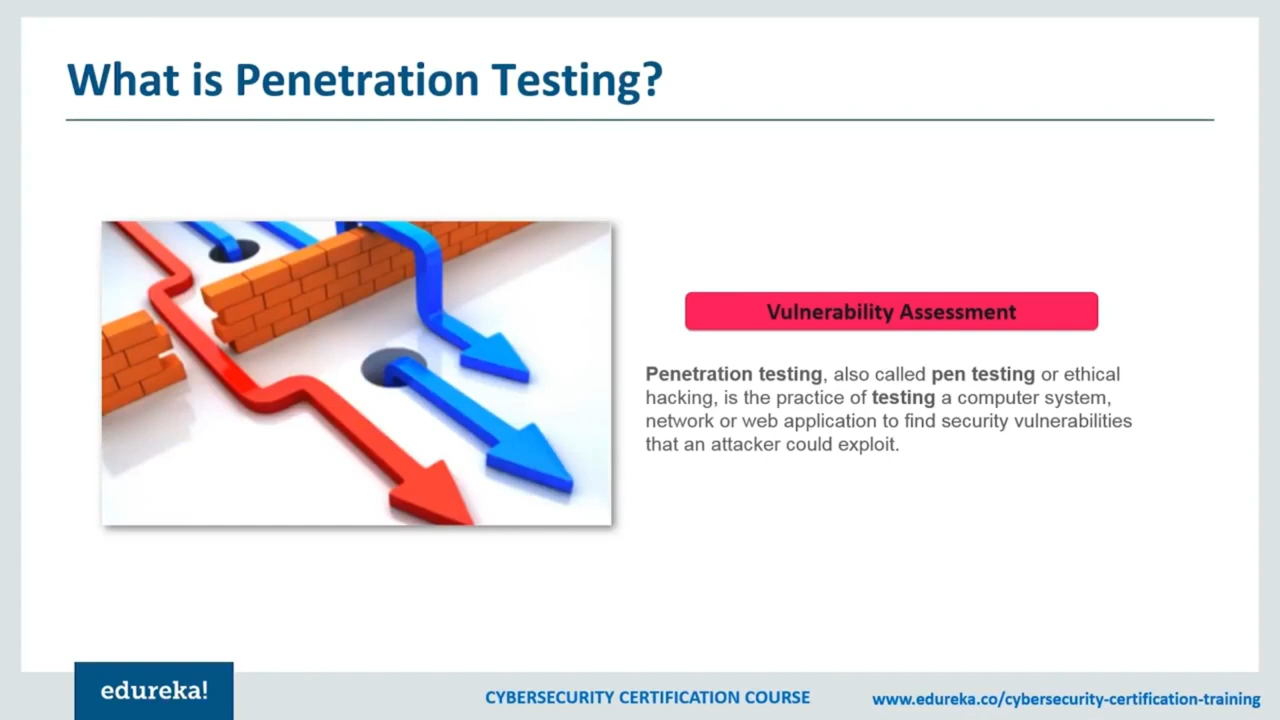 What is Penetration Testing?
Vulnerability Assessment
Penetration testing, also called pen testing or ethical
hacking, is the practice of testing a computer system,
network or web application to find security vulnerabilities
that an attacker could exploit.
edureka!
CYBERSECURITY CERTIFICATION COURSE
www.edureka.co/cybersecurity-certification-training